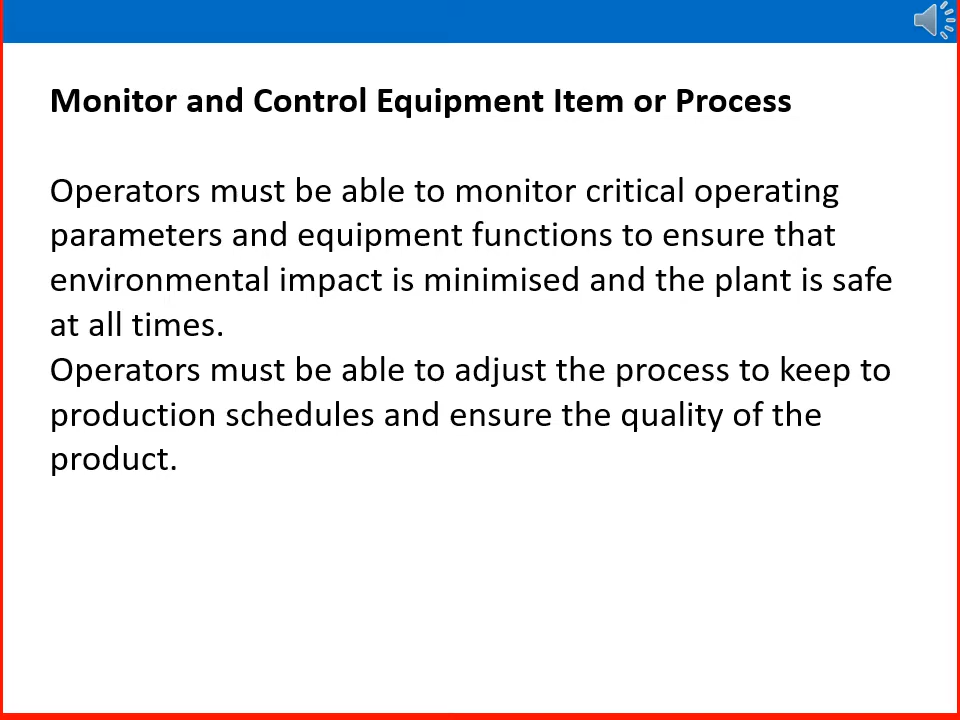 Monitor and Control Equipment Item or Process
Operators must be able to monitor critical operating
parameters and equipment functions to ensure that
environmental impact is minimised and the plant is safe
at all times.
Operators must be able to adjust the process to keep to
production schedules and ensure the quality of the
product.